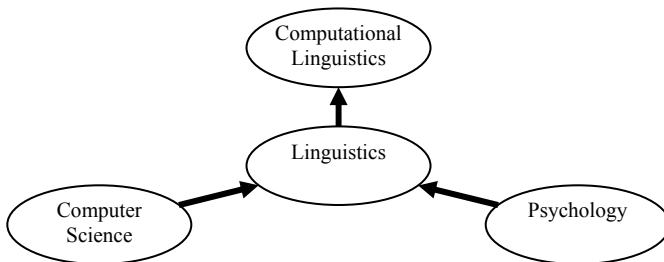 Computational
Linguistics
Linguistics
Computer
Science
Psychology